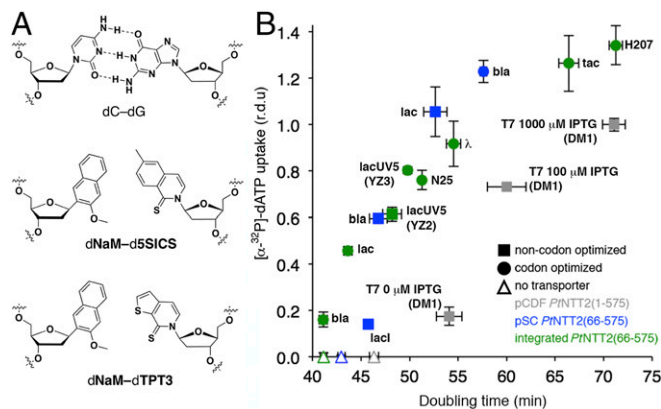 A
B
H
N
H
O
N
N
H
N
N
N
O
H
N
H
N
O
O
O
O
O
O
dC–dG
O
O
O
N
S
O
O
O
dNaM–d5SICS
O
O
O
S
N
S
O
O
O
dNaM–dTPT3
[α-³²P]-dATP uptake (r.d.u)
1.4
1.2
1.0
0.8
0.6
0.4
0.2
0.0
40 45 50 55 60 65 70 75
Doubling time (min)
H207
tac
bla
lac
T7 1000 μM IPTG
(DM1)
λ
lacUV5
(YZ3)
N25
T7 100 μM IPTG
(DM1)
lacUV5
(YZ2)
bla
lac
T7 0 μM IPTG
(DM1)
bla
lacI
non-codon optimized
codon optimized
no transporter
pCDF PtNTT2(1-575)
pSC PtNTT2(66-575)
integrated PtNTT2(66-575)